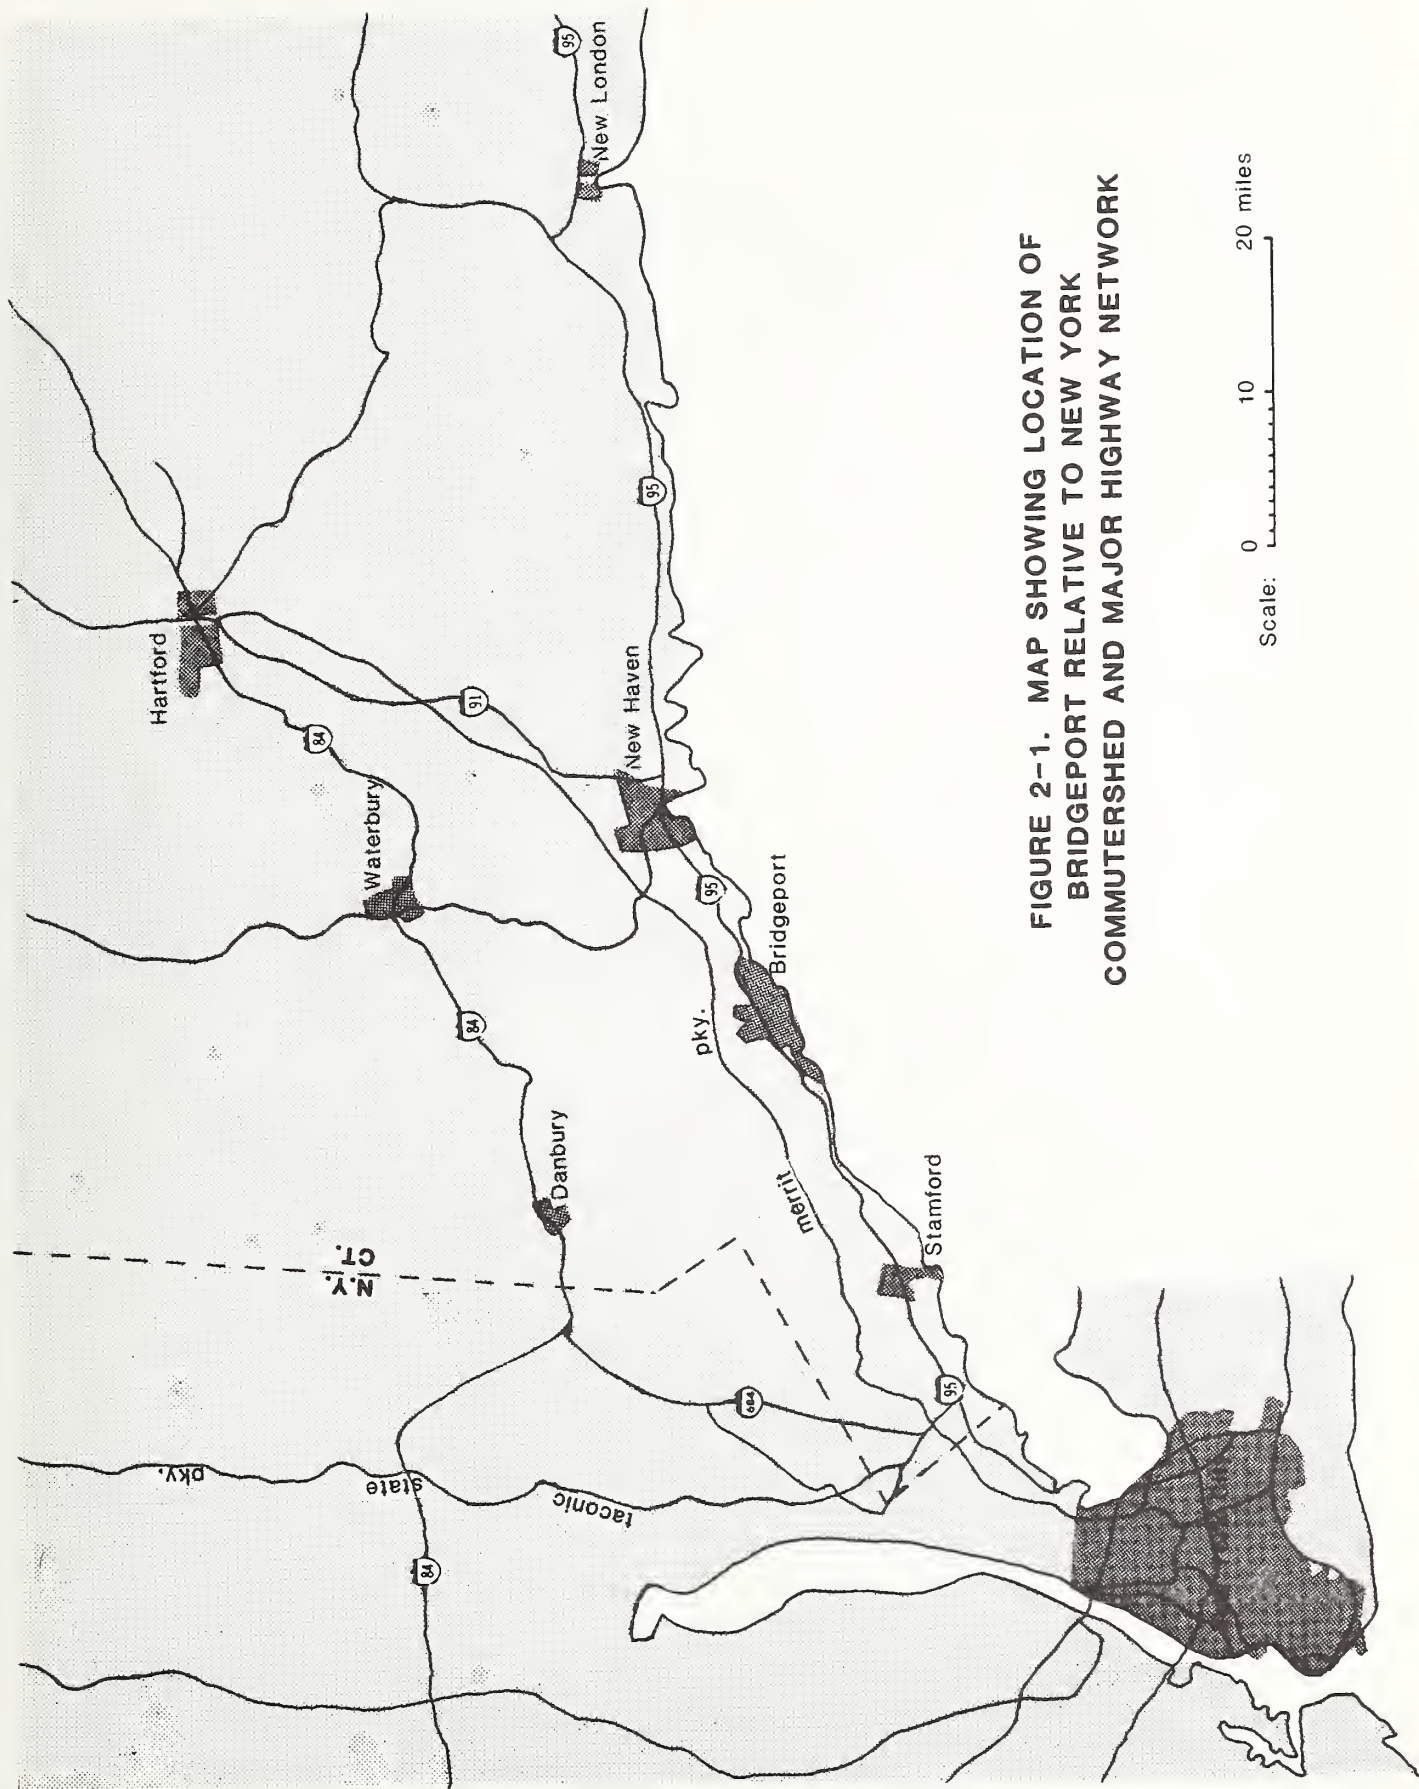 95
New London
Hartford
84
91
95
New Haven
Waterbury
95
Bridgeport
84
pky.
Danbury
merrit
Stamford
N.Y.
CT.
684
95
pky.
state
taconic
84
FIGURE 2-1. MAP SHOWING LOCATION OF
BRIDGEPORT RELATIVE TO NEW YORK
COMMUTERSHED AND MAJOR HIGHWAY NETWORK
Scale:
0
10
20 miles